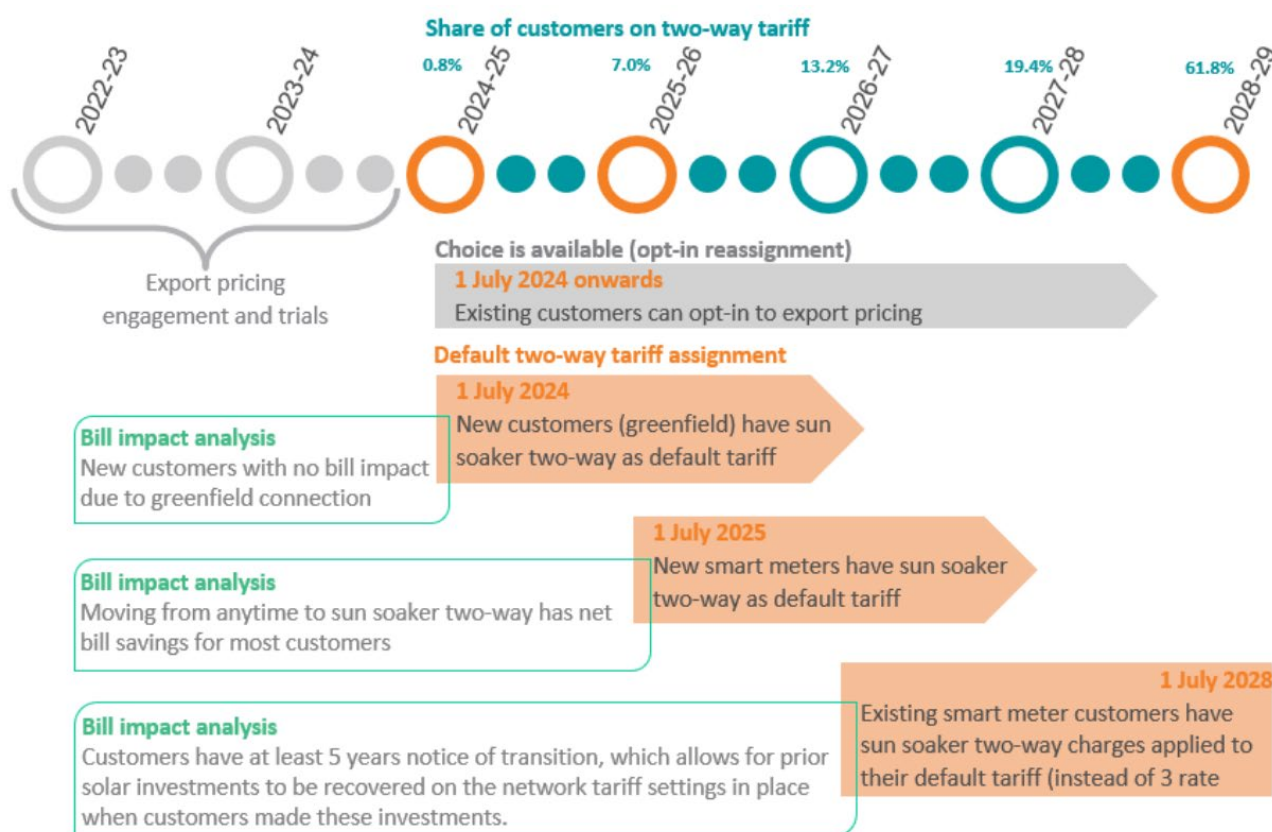 Share of customers on two-way tariff
0.8%
7.0%
13.2%
19.4%
61.8%
2022-23
2023-24
2024-25
2025-26
2026-27
2027-28
2028-29
Export pricing
engagement and trials
Choice is available (opt-in reassignment)
1 July 2024 onwards
Existing customers can opt-in to export pricing
Default two-way tariff assignment
1 July 2024
New customers (greenfield) have sun
soaker two-way as default tariff
Bill impact analysis
New customers with no bill impact
due to greenfield connection
1 July 2025
New smart meters have sun soaker
two-way as default tariff
Bill impact analysis
Moving from anytime to sun soaker two-way has net
bill savings for most customers
1 July 2028
Existing smart meter customers have
sun soaker two-way charges applied to
their default tariff (instead of 3 rate
Bill impact analysis
Customers have at least 5 years notice of transition, which allows for prior
solar investments to be recovered on the network tariff settings in place
when customers made these investments.